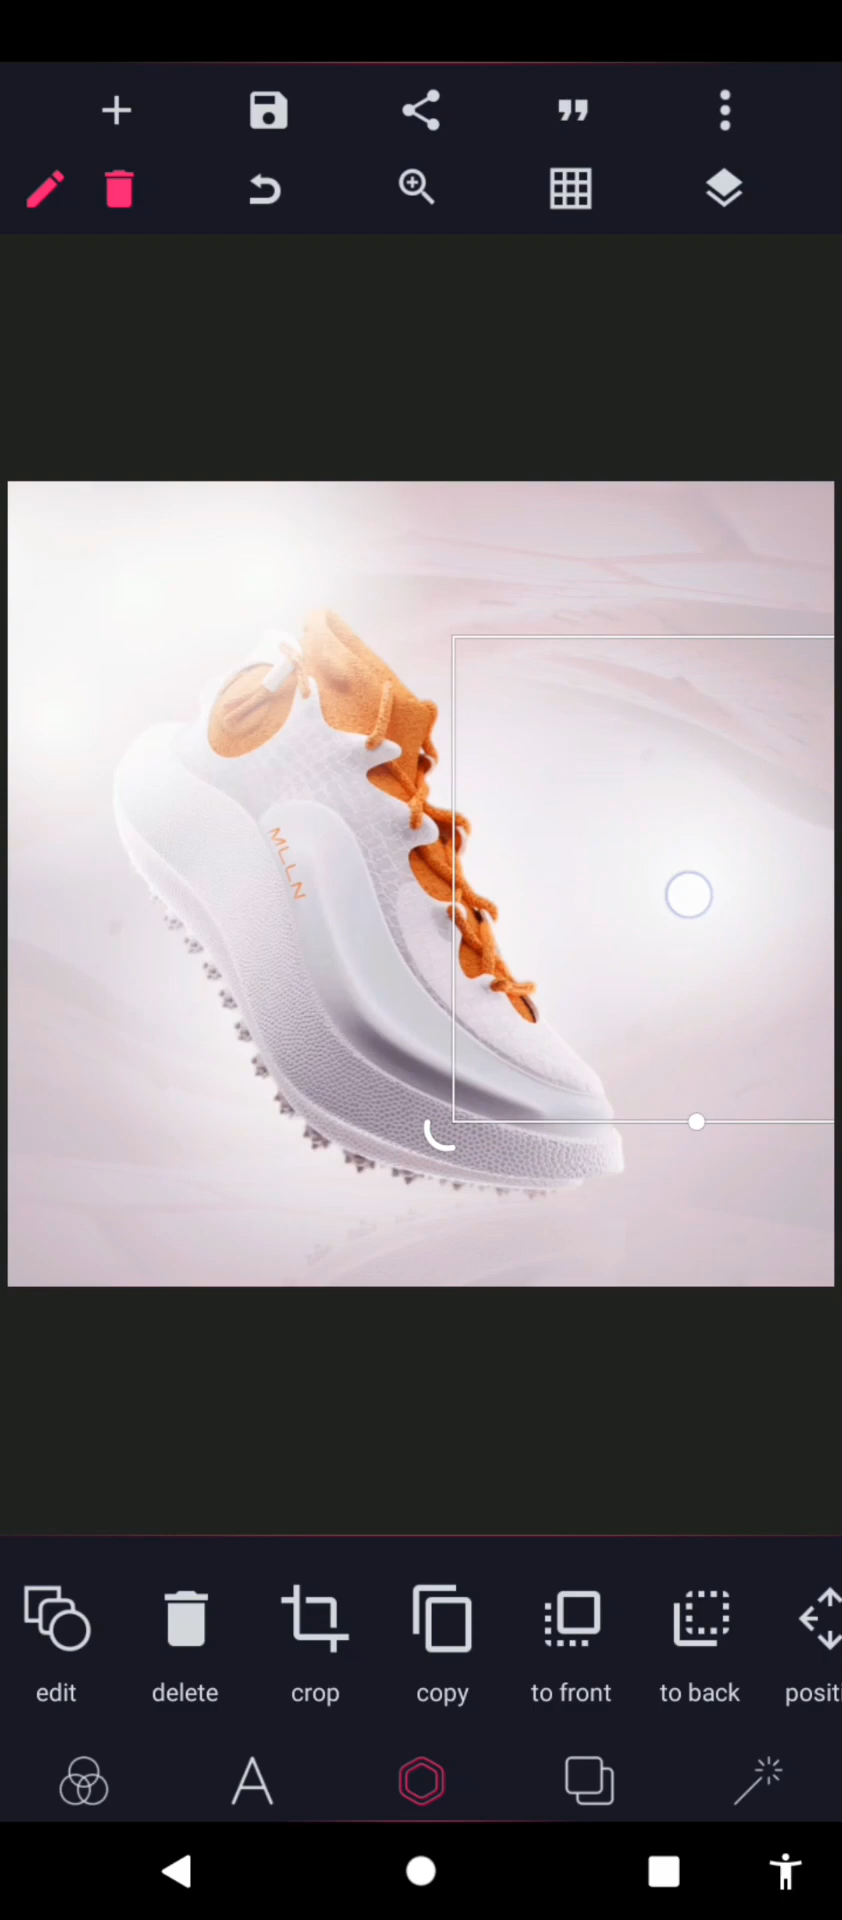 MLLN
edit
delete
crop
copy
to front
to back
positi